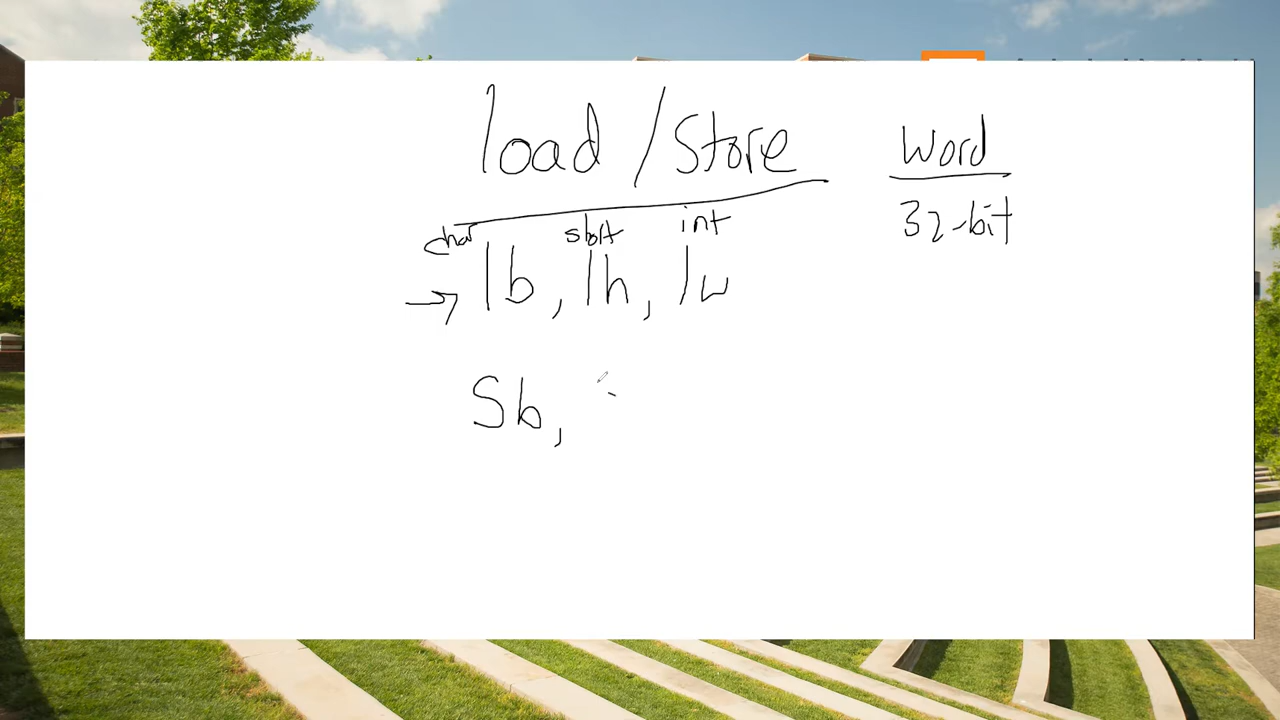 load / Store
Word
32-bit
char short int
→ lb, lh, lw
Sb,